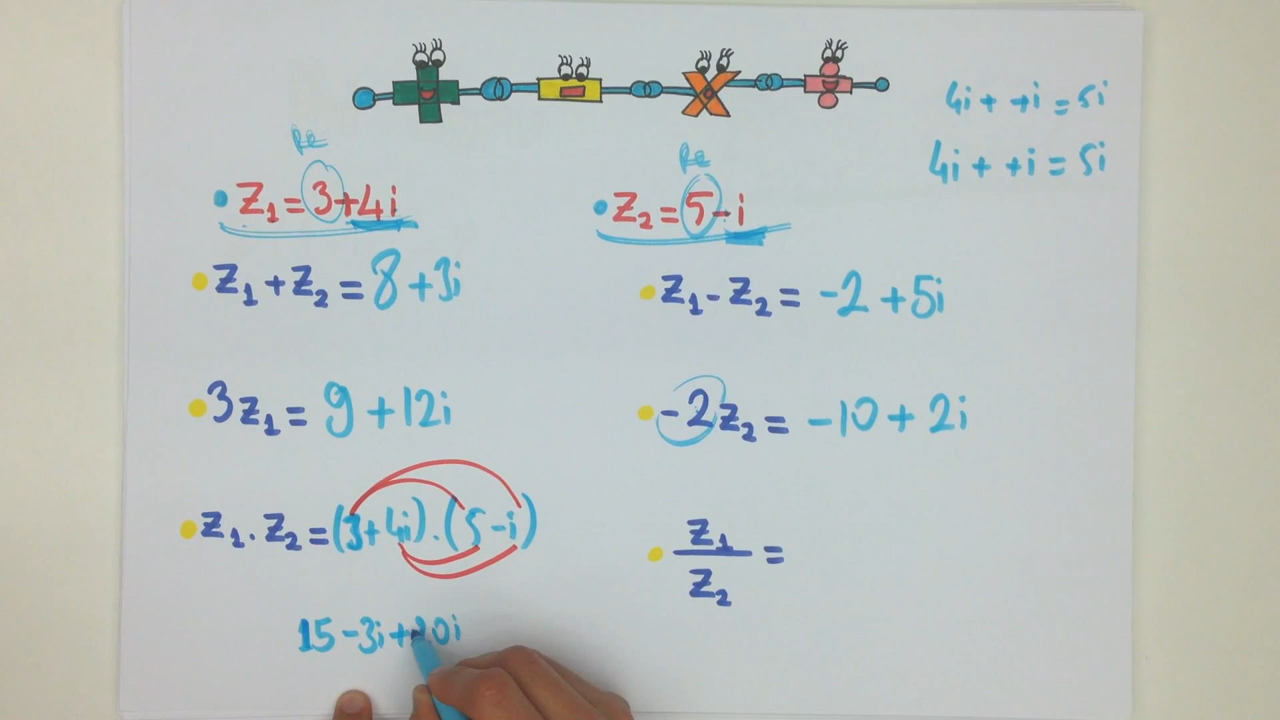 4i + +i = 5i
4i + +i = 5i
Re
Re
• Z₁ = 3+4i
• Z₂ = 5-i
• Z₁ + Z₂ = 8 + 3i
• Z₁ - Z₂ = -2 + 5i
• 3Z₁ = 9 + 12i
• -2Z₂ = -10 + 2i
• Z₁ . Z₂ = (3+4i) . (5-i)
• Z₁/Z₂ =
15 - 3i + 20i